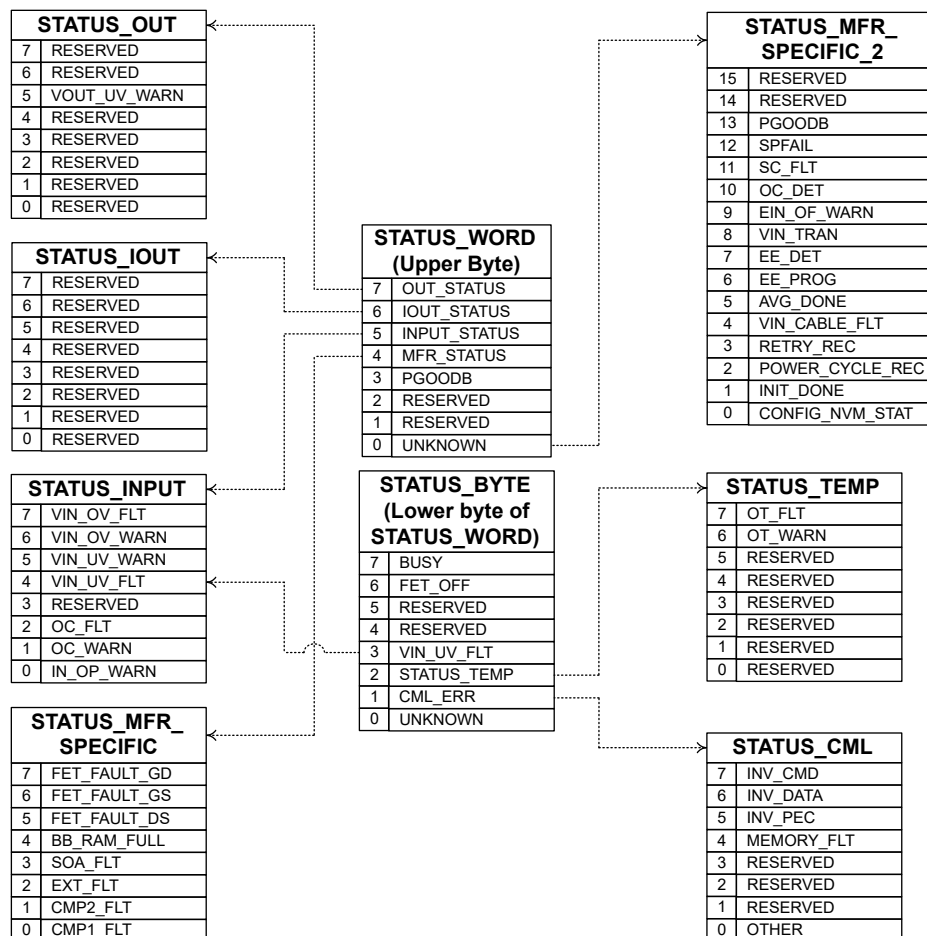 STATUS_OUT
7 RESERVED
6 RESERVED
5 VOUT_UV_WARN
4 RESERVED
3 RESERVED
2 RESERVED
1 RESERVED
0 RESERVED
STATUS_IOUT
7 RESERVED
6 RESERVED
5 RESERVED
4 RESERVED
3 RESERVED
2 RESERVED
1 RESERVED
0 RESERVED
STATUS_INPUT
7 VIN_OV_FLT
6 VIN_OV_WARN
5 VIN_UV_WARN
4 VIN_UV_FLT
3 RESERVED
2 OC_FLT
1 OC_WARN
0 IN_OP_WARN
STATUS_MFR_
SPECIFIC
7 FET_FAULT_GD
6 FET_FAULT_GS
5 FET_FAULT_DS
4 BB_RAM_FULL
3 SOA_FLT
2 EXT_FLT
1 CMP2_FLT
0 CMP1_FLT
STATUS_WORD
(Upper Byte)
7 OUT_STATUS
6 IOUT_STATUS
5 INPUT_STATUS
4 MFR_STATUS
3 PGOODB
2 RESERVED
1 RESERVED
0 UNKNOWN
STATUS_BYTE
(Lower byte of
STATUS_WORD)
7 BUSY
6 FET_OFF
5 RESERVED
4 RESERVED
3 VIN_UV_FLT
2 STATUS_TEMP
1 CML_ERR
0 UNKNOWN
STATUS_MFR_
SPECIFIC_2
15 RESERVED
14 RESERVED
13 PGOODB
12 SPFAIL
11 SC_FLT
10 OC_DET
9 EIN_OF_WARN
8 VIN_TRAN
7 EE_DET
6 EE_PROG
5 AVG_DONE
4 VIN_CABLE_FLT
3 RETRY_REC
2 POWER_CYCLE_REC
1 INIT_DONE
0 CONFIG_NVM_STAT
STATUS_TEMP
7 OT_FLT
6 OT_WARN
5 RESERVED
4 RESERVED
3 RESERVED
2 RESERVED
1 RESERVED
0 RESERVED
STATUS_CML
7 INV_CMD
6 INV_DATA
5 INV_PEC
4 MEMORY_FLT
3 RESERVED
2 RESERVED
1 RESERVED
0 OTHER